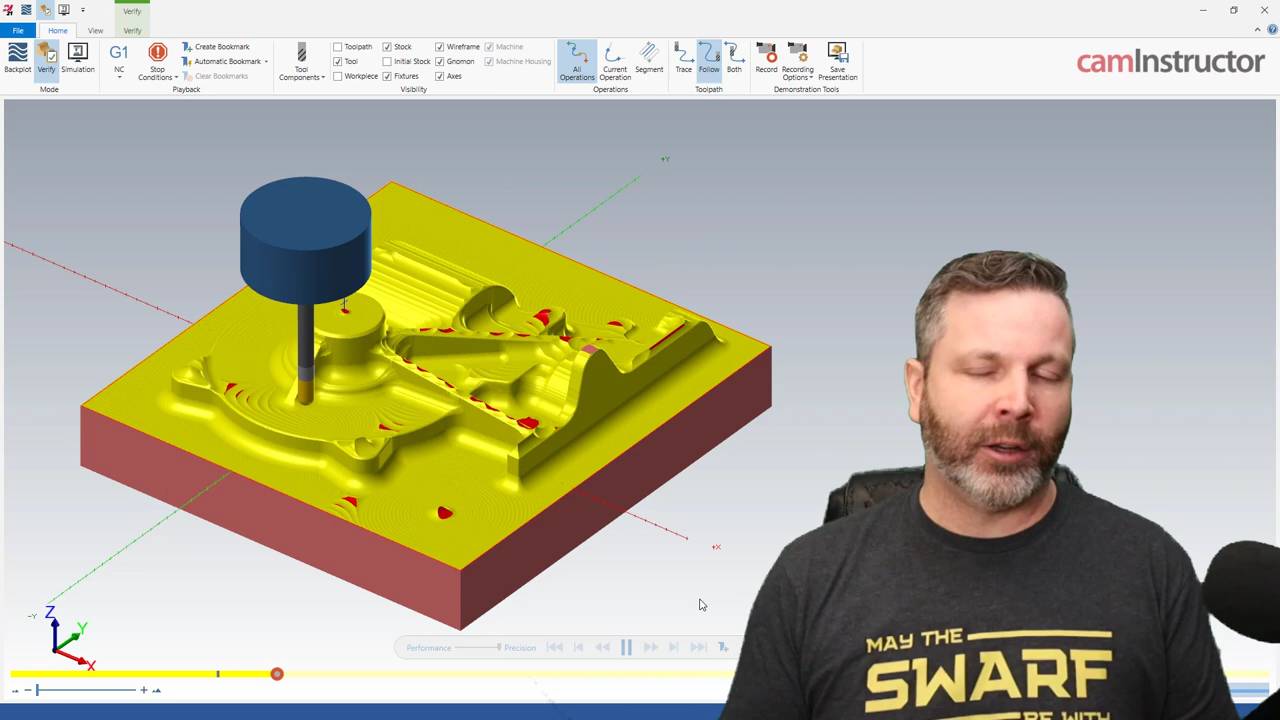 Verify
File
Home
View
Verify
Backplot
Verify
Simulation
Mode
G1
NC
Stop
Conditions
Create Bookmark
Automatic Bookmark
Clear Bookmarks
Playback
Tool
Components
Toolpath
Tool
Workpiece
Stock
Initial Stock
Fixtures
Wireframe
Gnomon
Axes
Machine
Machine Housing
Visibility
All
Operations
Current
Operation
Segment
Operations
Trace
Follow
Both
Toolpath
Record
Recording
Options
Save
Presentation
Demonstration Tools
camInstructor
+Y
+X
-Y
Z
Y
X
Performance
Precision
MAY THE
SWARF
BE WITH